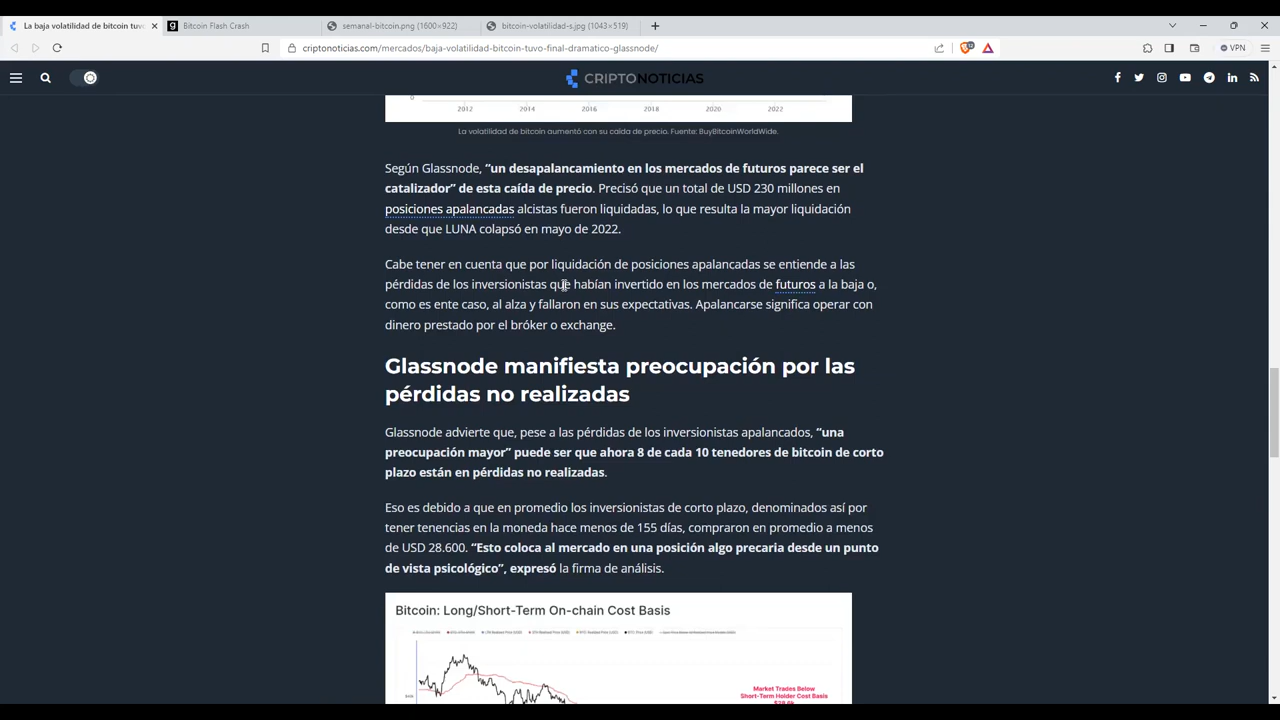 La baja volatilidad de bitcoin tuvo
Bitcoin Flash Crash
semanal-bitcoin.png (1600×922)
bitcoin-volatilidad-s.jpg (1043×519)
criptonoticias.com/mercados/baja-volatilidad-bitcoin-tuvo-final-dramatico-glassnode/
VPN
CRIPTONOTICIAS
0
2012 2014 2016 2018 2020 2022
La volatilidad de bitcoin aumentó con su caída de precio. Fuente: BuyBitcoinWorldWide.
Según Glassnode, “un desapalancamiento en los mercados de futuros parece ser el
catalizador” de esta caída de precio. Precisó que un total de USD 230 millones en
posiciones apalancadas alcistas fueron liquidadas, lo que resulta la mayor liquidación
desde que LUNA colapsó en mayo de 2022.
Cabe tener en cuenta que por liquidación de posiciones apalancadas se entiende a las
pérdidas de los inversionistas que habían invertido en los mercados de futuros a la baja o,
como es ente caso, al alza y fallaron en sus expectativas. Apalancarse significa operar con
dinero prestado por el bróker o exchange.
Glassnode manifiesta preocupación por las
pérdidas no realizadas
Glassnode advierte que, pese a las pérdidas de los inversionistas apalancados, “una
preocupación mayor” puede ser que ahora 8 de cada 10 tenedores de bitcoin de corto
plazo están en pérdidas no realizadas.
Eso es debido a que en promedio los inversionistas de corto plazo, denominados así por
tener tenencias en la moneda hace menos de 155 días, compraron en promedio a menos
de USD 28.600. “Esto coloca al mercado en una posición algo precaria desde un punto
de vista psicológico”, expresó la firma de análisis.
Bitcoin: Long/Short-Term On-chain Cost Basis
Market Trades Below
Short-Term Holder Cost Basis
$28.6k